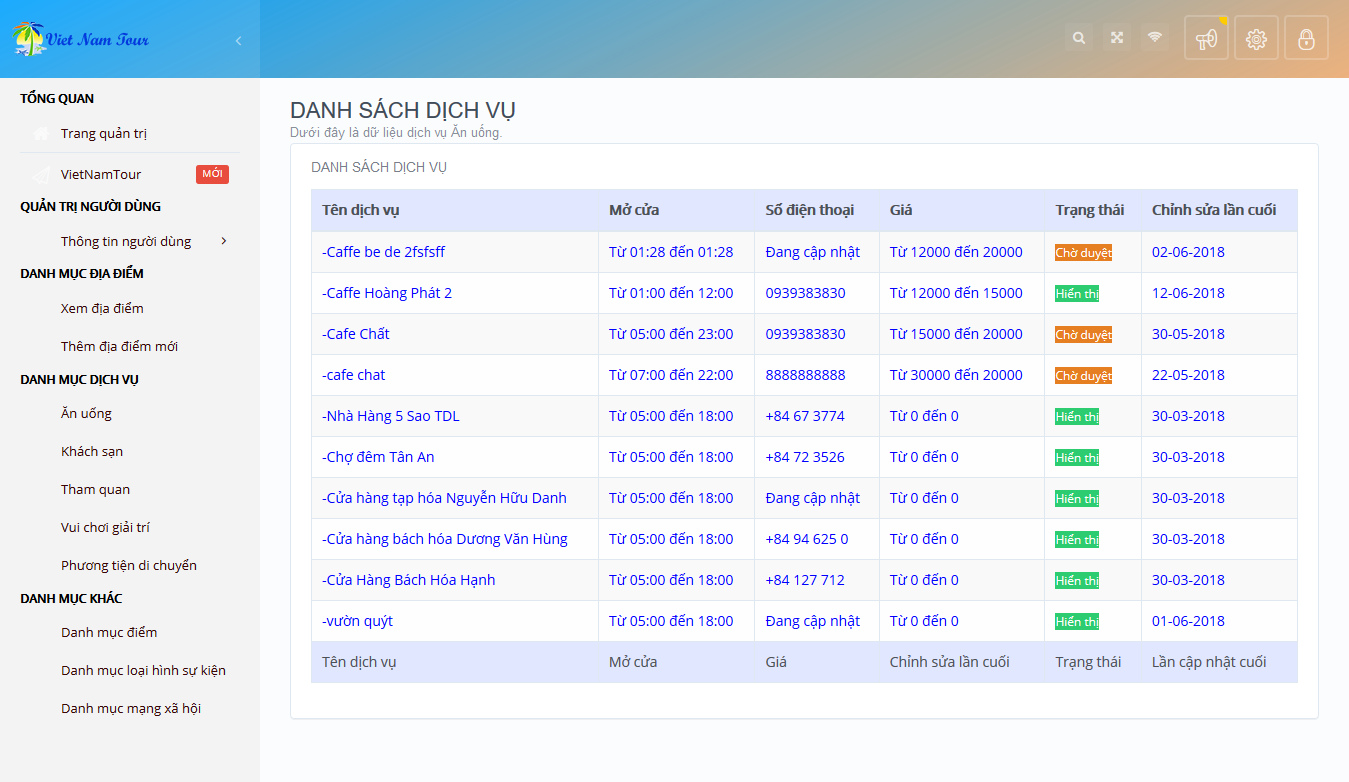 Viet Nam Tour
TỔNG QUAN
Trang quản trị
VietNamTour MỚI
QUẢN TRỊ NGƯỜI DÙNG
Thông tin người dùng
DANH MỤC ĐỊA ĐIỂM
Xem địa điểm
Thêm địa điểm mới
DANH MỤC DỊCH VỤ
Ăn uống
Khách sạn
Tham quan
Vui chơi giải trí
Phương tiện di chuyển
DANH MỤC KHÁC
Danh mục điểm
Danh mục loại hình sự kiện
Danh mục mạng xã hội
DANH SÁCH DỊCH VỤ
Dưới đây là dữ liệu dịch vụ Ăn uống.
DANH SÁCH DỊCH VỤ
Tên dịch vụ Mở cửa Số điện thoại Giá Trạng thái Chỉnh sửa lần cuối
-Caffe be de 2fsfsff Từ 01:28 đến 01:28 Đang cập nhật Từ 12000 đến 20000 Chờ duyệt 02-06-2018
-Caffe Hoàng Phát 2 Từ 01:00 đến 12:00 0939383830 Từ 12000 đến 15000 Hiển thị 12-06-2018
-Cafe Chất Từ 05:00 đến 23:00 0939383830 Từ 15000 đến 20000 Chờ duyệt 30-05-2018
-cafe chat Từ 07:00 đến 22:00 8888888888 Từ 30000 đến 20000 Chờ duyệt 22-05-2018
-Nhà Hàng 5 Sao TDL Từ 05:00 đến 18:00 +84 67 3774 Từ 0 đến 0 Hiển thị 30-03-2018
-Chợ đêm Tân An Từ 05:00 đến 18:00 +84 72 3526 Từ 0 đến 0 Hiển thị 30-03-2018
-Cửa hàng tạp hóa Nguyễn Hữu Danh Từ 05:00 đến 18:00 Đang cập nhật Từ 0 đến 0 Hiển thị 30-03-2018
-Cửa hàng bách hóa Dương Văn Hùng Từ 05:00 đến 18:00 +84 94 625 0 Từ 0 đến 0 Hiển thị 30-03-2018
-Cửa Hàng Bách Hóa Hạnh Từ 05:00 đến 18:00 +84 127 712 Từ 0 đến 0 Hiển thị 30-03-2018
-vườn quýt Từ 05:00 đến 18:00 Đang cập nhật Từ 0 đến 0 Hiển thị 01-06-2018
Tên dịch vụ Mở cửa Giá Chỉnh sửa lần cuối Trạng thái Lần cập nhật cuối